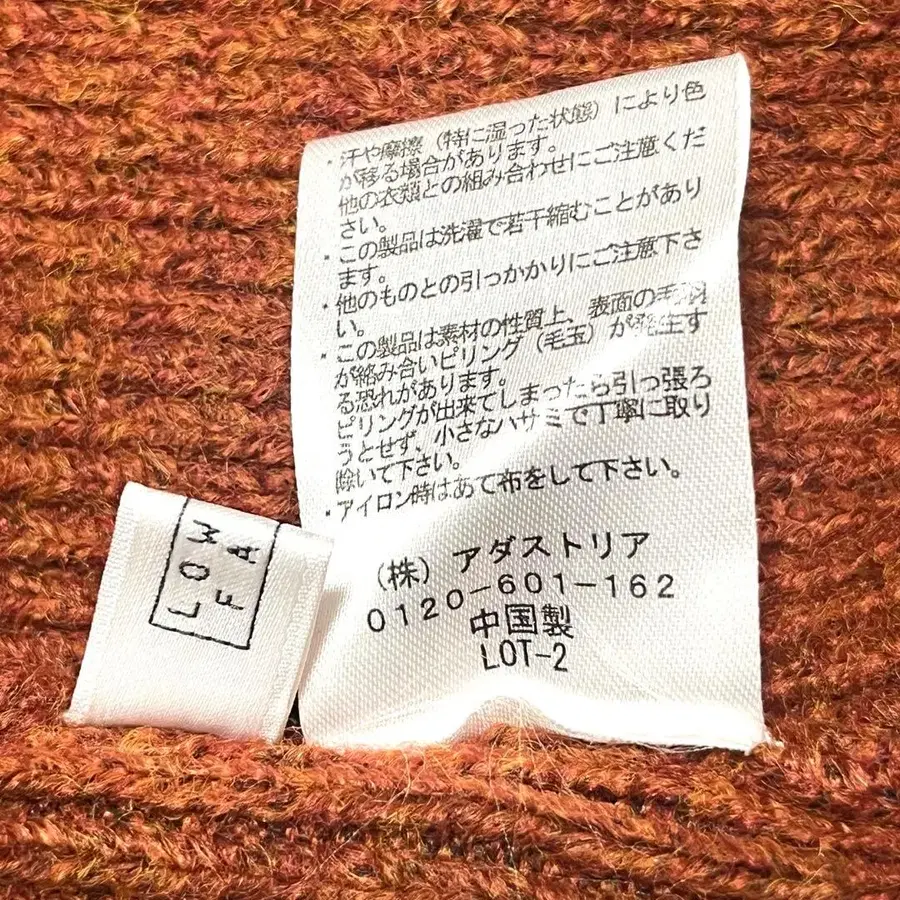 ・汗や摩擦（特に湿った状態）により色
が移る場合があります。
他の衣類との組み合わせにご注意くだ
さい。
・この製品は洗濯で若干縮むことがあり
ます。
・他のものとの引っかかりにご注意下さ
い。
・この製品は素材の性質上、表面の毛羽
が絡み合いピリング（毛玉）が発生す
る恐れがあります。
ピリングが出来てしまったら引っ張ろ
うとせず、小さなハサミで丁寧に取り
除いて下さい。
・アイロン時はあて布をして下さい。
（株）アダストリア
0120-601-162
中国製
LOT-2
LOW
FA